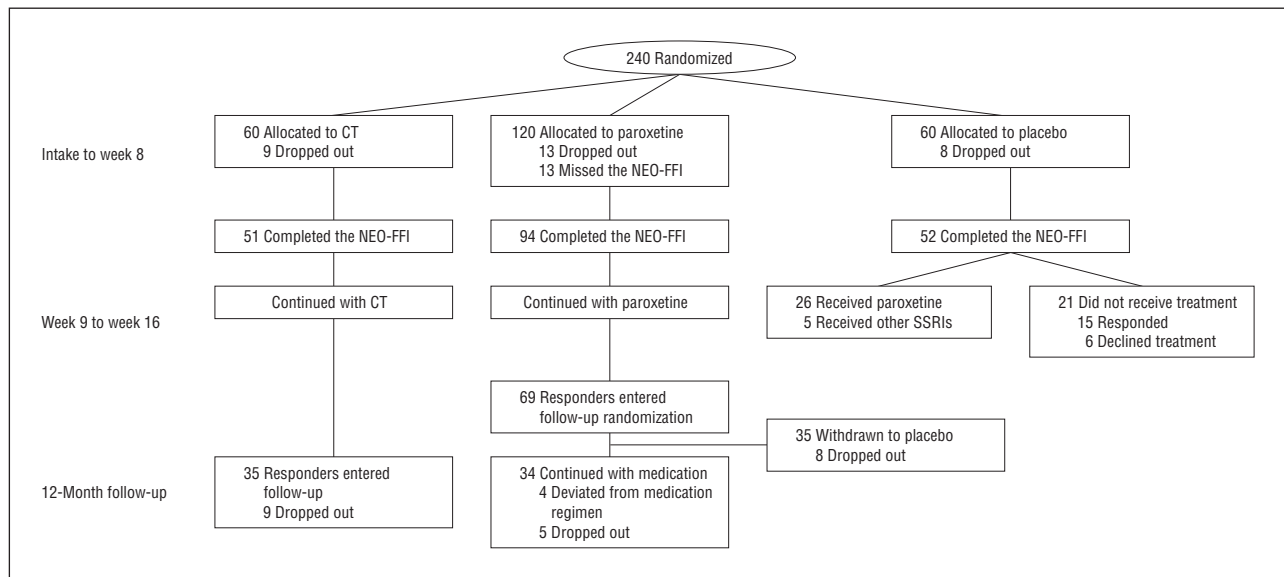 240 Randomized
Intake to week 8
60 Allocated to CT
9 Dropped out
120 Allocated to paroxetine
13 Dropped out
13 Missed the NEO-FFI
60 Allocated to placebo
8 Dropped out
51 Completed the NEO-FFI
94 Completed the NEO-FFI
52 Completed the NEO-FFI
Week 9 to week 16
Continued with CT
Continued with paroxetine
26 Received paroxetine
5 Received other SSRIs
21 Did not receive treatment
15 Responded
6 Declined treatment
69 Responders entered
follow-up randomization
35 Withdrawn to placebo
8 Dropped out
12-Month follow-up
35 Responders entered
follow-up
9 Dropped out
34 Continued with medication
4 Deviated from medication
regimen
5 Dropped out